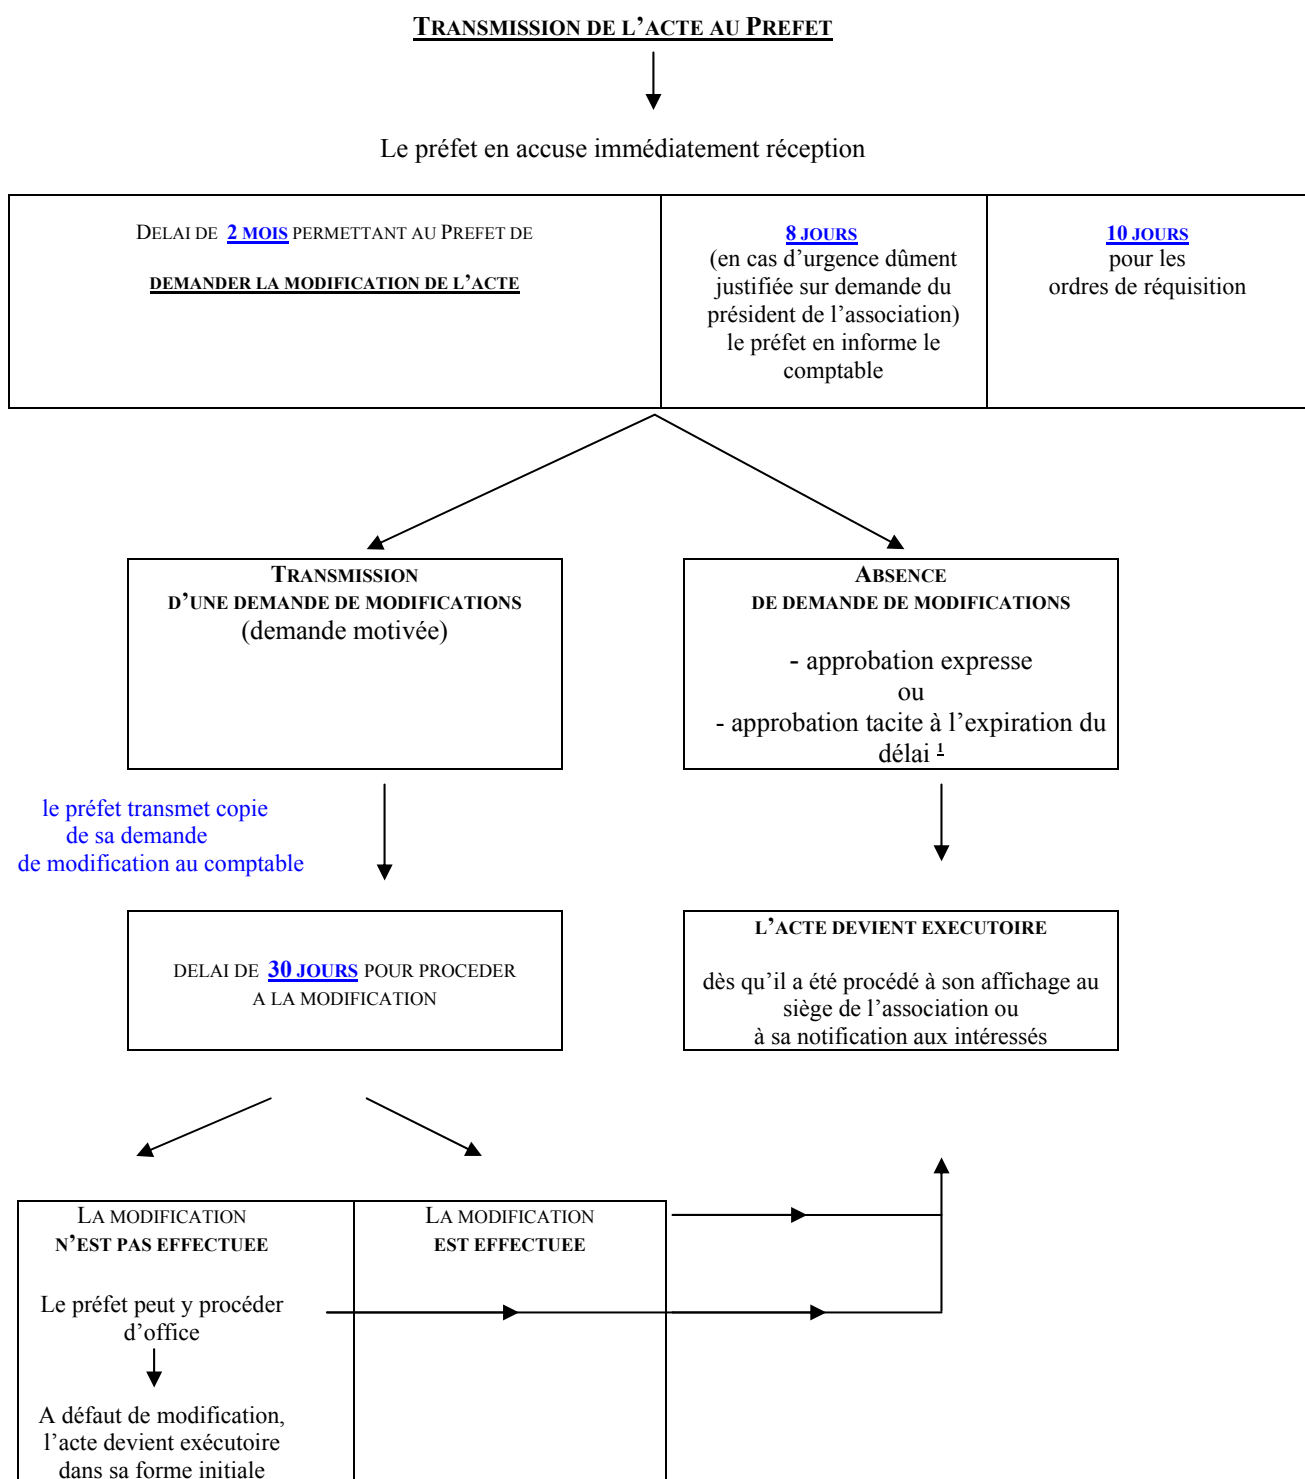 TRANSMISSION DE L’ACTE AU PREFET
Le préfet en accuse immédiatement réception
DELAI DE 2 MOIS PERMETTANT AU PREFET DE
DEMANDER LA MODIFICATION DE L’ACTE
8 JOURS
(en cas d’urgence dûment
justifiée sur demande du
président de l’association)
le préfet en informe le
comptable
10 JOURS
pour les
ordres de réquisition
TRANSMISSION
D’UNE DEMANDE DE MODIFICATIONS
(demande motivée)
ABSENCE
DE DEMANDE DE MODIFICATIONS
- approbation expresse
ou
- approbation tacite à l’expiration du
délai 1
le préfet transmet copie
de sa demande
de modification au comptable
DELAI DE 30 JOURS POUR PROCEDER
A LA MODIFICATION
L’ACTE DEVIENT EXECUTOIRE
dès qu’il a été procédé à son affichage au
siège de l’association ou
à sa notification aux intéressés
LA MODIFICATION
N’EST PAS EFFECTUEE
Le préfet peut y procéder
d’office
A défaut de modification,
l’acte devient exécutoire
dans sa forme initiale
LA MODIFICATION
EST EFFECTUEE